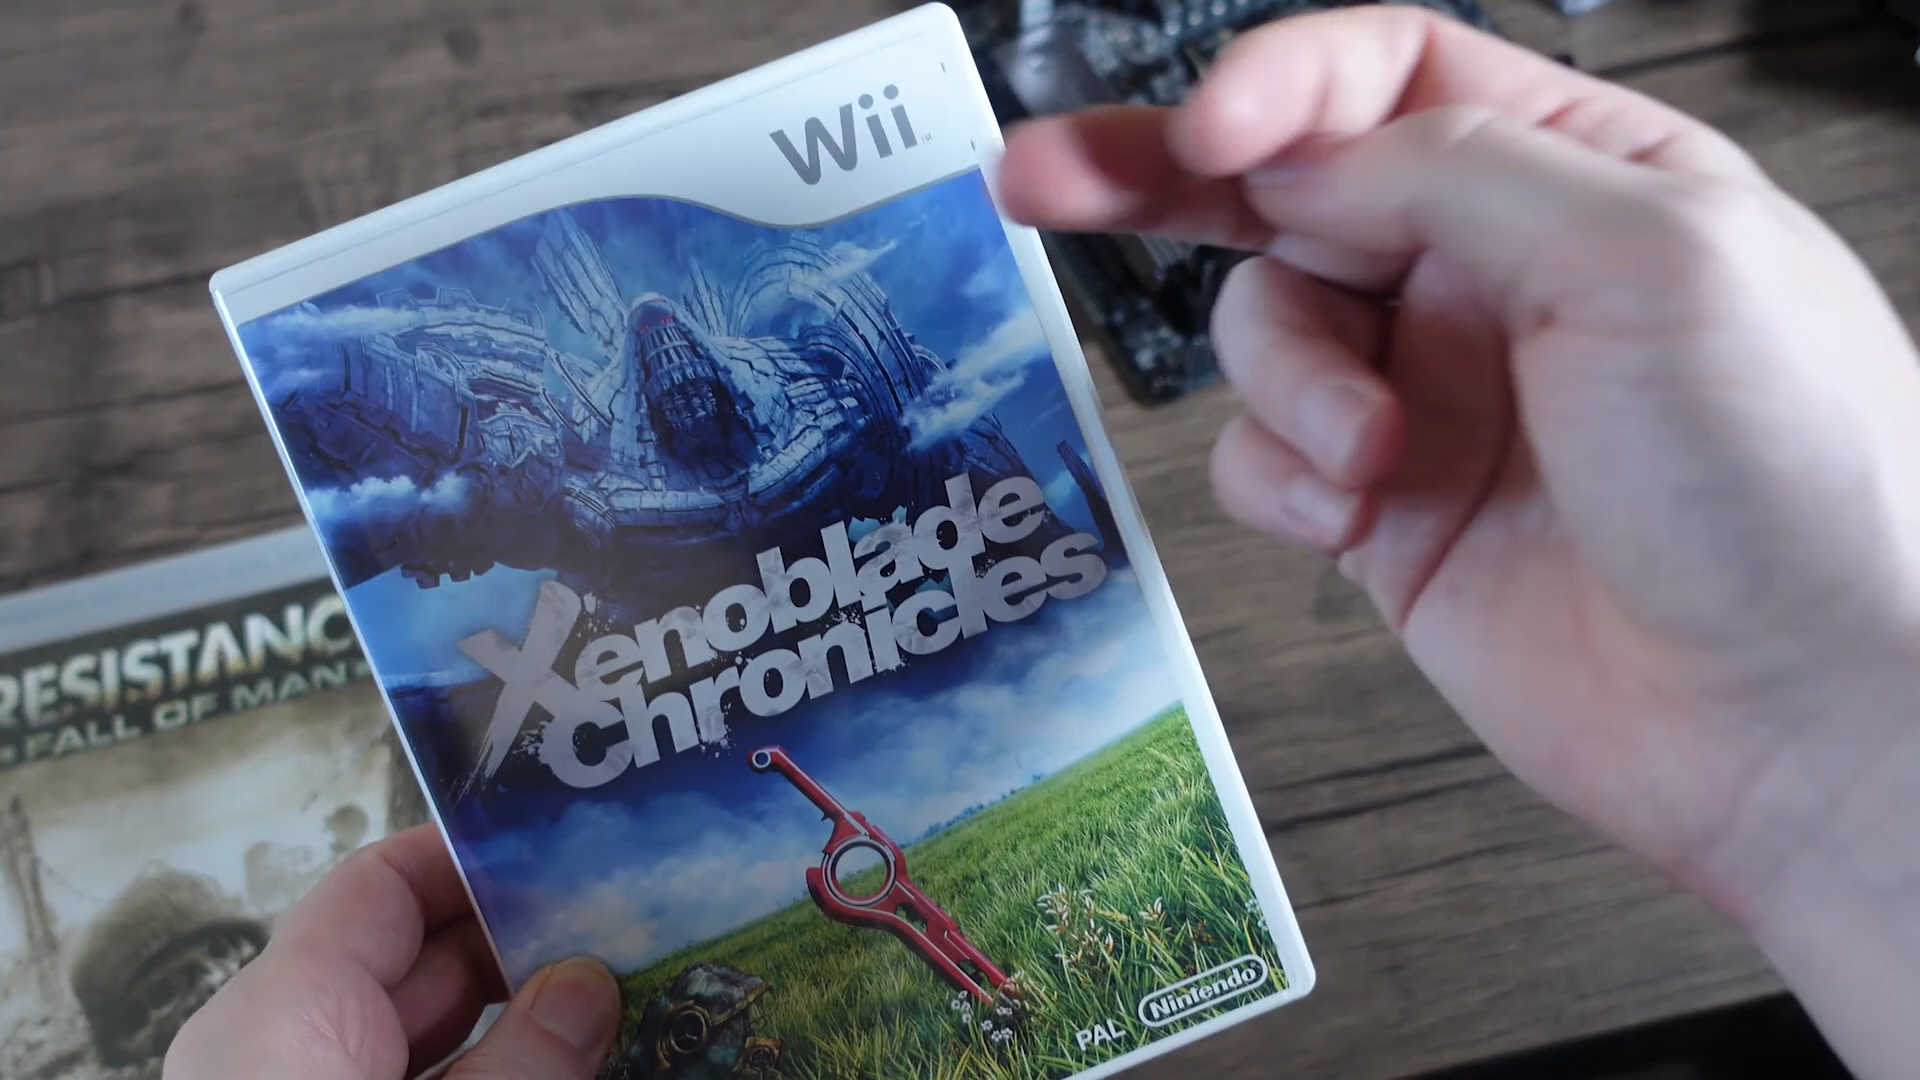 Wii
Xenoblade
Chronicles
PAL
Nintendo
RESISTANC
FALL OF MAN